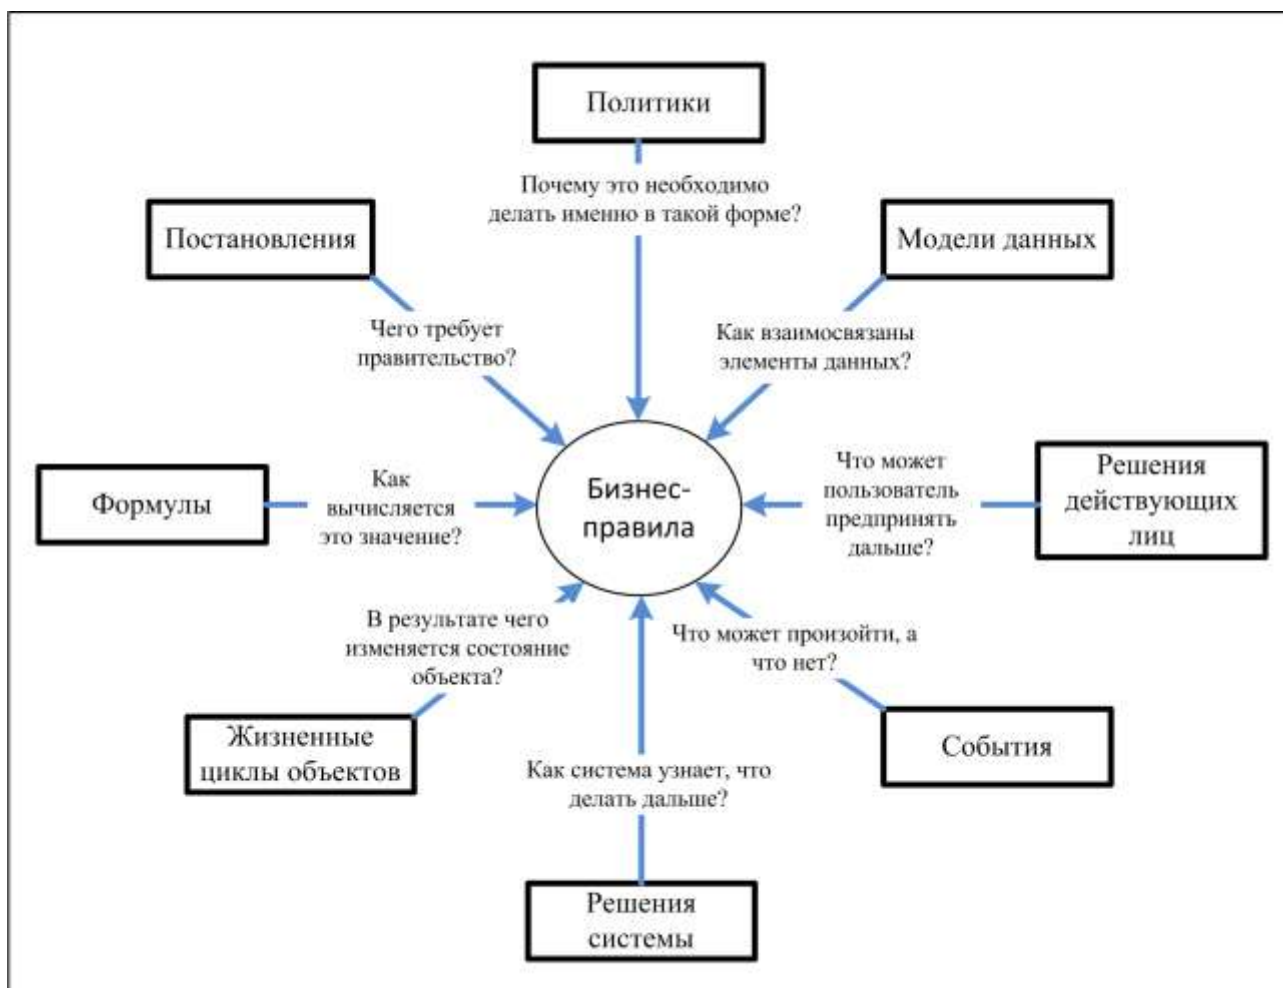 Политики
Почему это необходимо
делать именно в такой форме?
Постановления
Модели данных
Чего требует
правительство?
Как взаимосвязаны
элементы данных?
Формулы
Как
вычисляется
это значение?
Бизнес-
правила
Что может
пользователь
предпринять
дальше?
Решения
действующих
лиц
В результате чего
изменяется состояние
объекта?
Что может произойти, а
что нет?
Жизненные
циклы объектов
События
Как система узнает, что
делать дальше?
Решения
системы